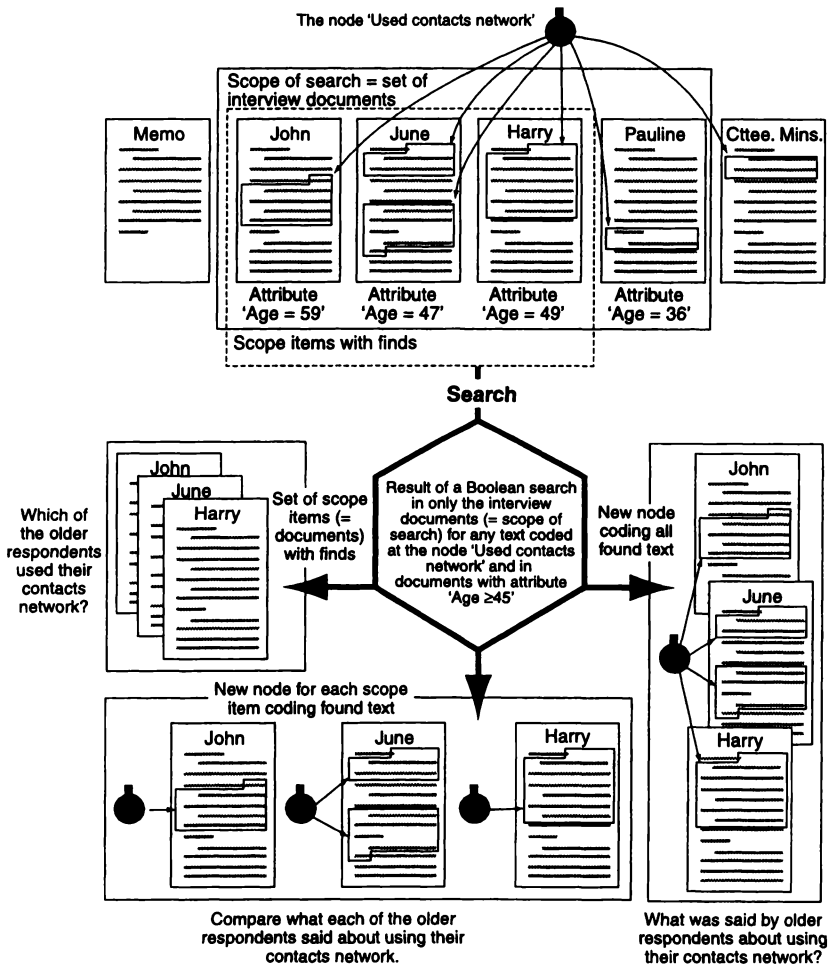 The node 'Used contacts network'
Scope of search = set of
interview documents
Memo
John
June
Harry
Pauline
Cttee. Mins.
Attribute
'Age = 59'
Attribute
'Age = 47'
Attribute
'Age = 49'
Attribute
'Age = 36'
Scope items with finds
Search
Which of
the older
respondents
used their
contacts
network?
John
June
Harry
Set of scope
items (=
documents)
with finds
Result of a Boolean search
in only the interview
documents (= scope of
search) for any text coded
at the node 'Used contacts
network' and in
documents with attribute
'Age ≥45'
New node
coding all
found text
John
June
Harry
New node for each scope
item coding found text
John
June
Harry
Compare what each of the older
respondents said about using their
contacts network.
What was said by older
respondents about using
their contacts network?